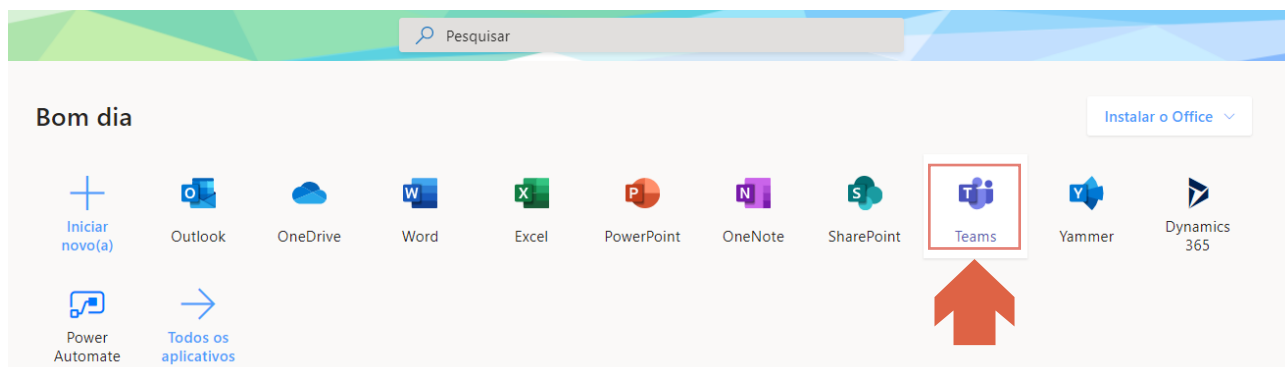 Pesquisar
Bom dia
Instalar o Office
Iniciar
novo(a)
Outlook
OneDrive
Word
Excel
PowerPoint
OneNote
SharePoint
Teams
Yammer
Dynamics
365
Power
Automate
Todos os
aplicativos